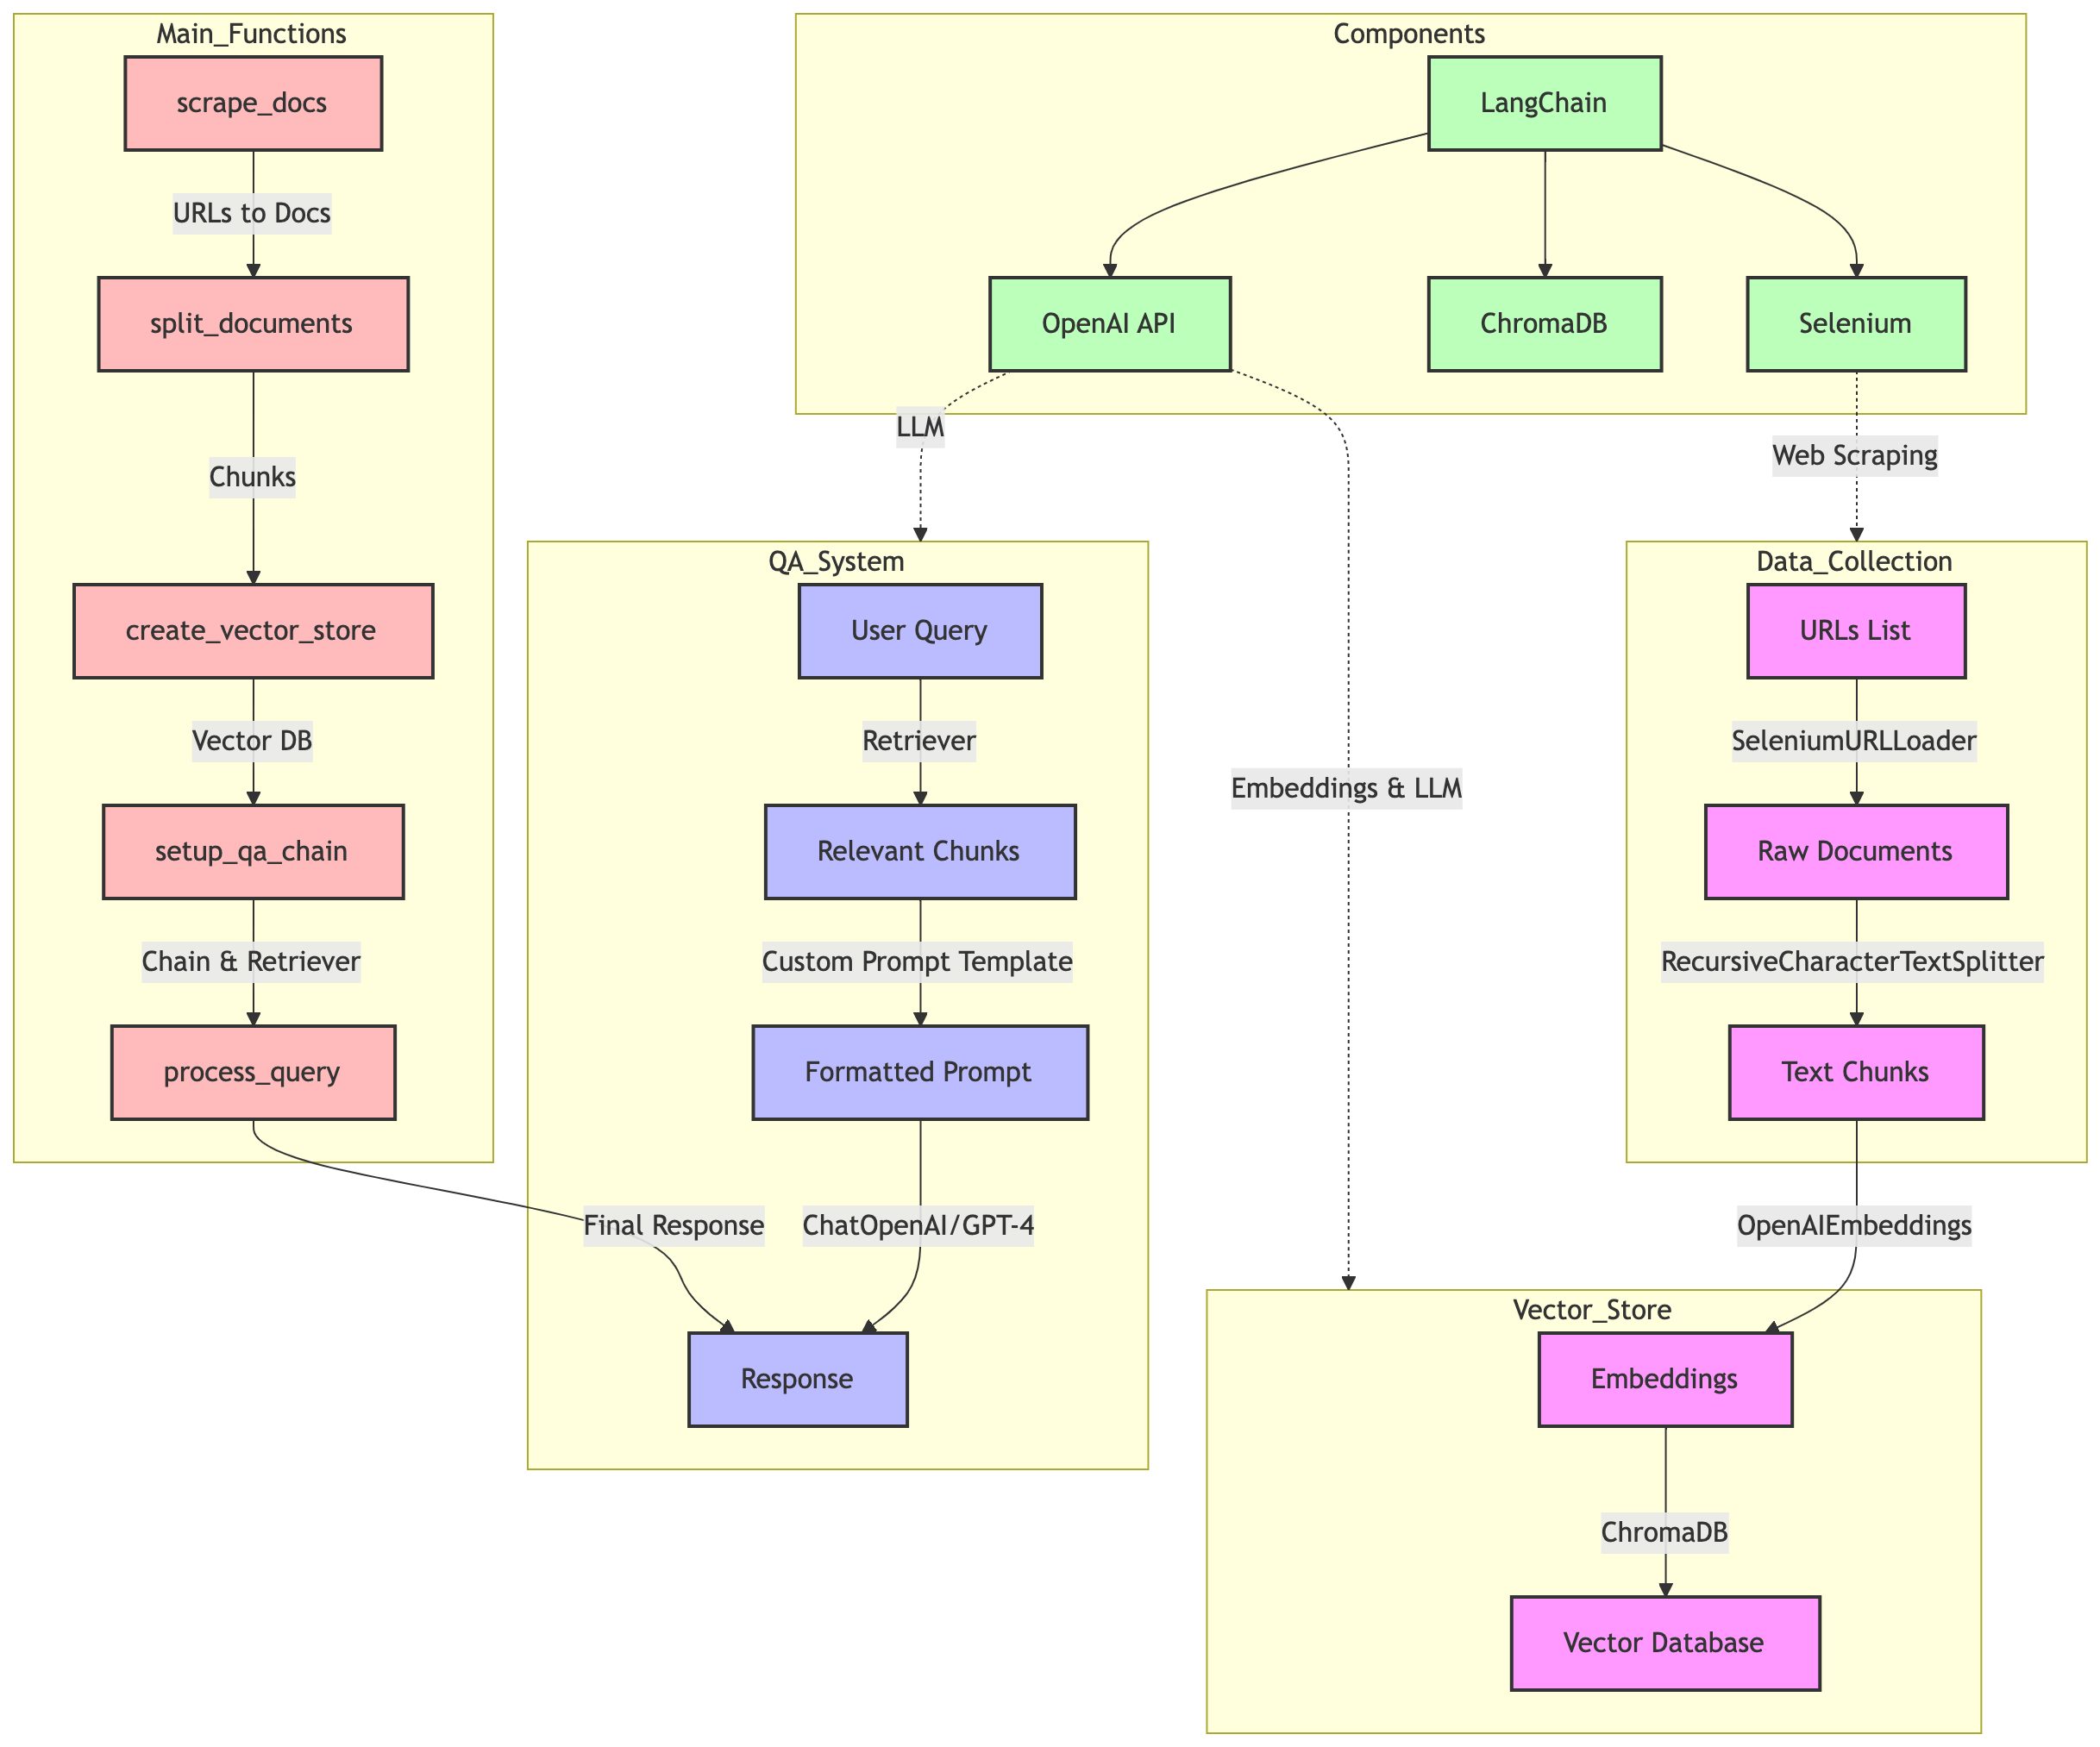 Main_Functions
scrape_docs
URLs to Docs
split_documents
Chunks
create_vector_store
Vector DB
setup_qa_chain
Chain & Retriever
process_query
Final Response
Components
LangChain
OpenAI API
ChromaDB
Selenium
LLM
Embeddings & LLM
Web Scraping
QA_System
User Query
Retriever
Relevant Chunks
Custom Prompt Template
Formatted Prompt
ChatOpenAI/GPT-4
Response
Data_Collection
URLs List
SeleniumURLLoader
Raw Documents
RecursiveCharacterTextSplitter
Text Chunks
OpenAIEmbeddings
Vector_Store
Embeddings
ChromaDB
Vector Database